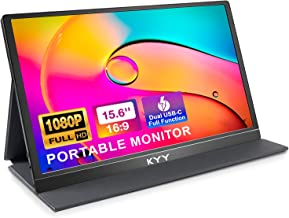 1080P
FULL HD
15.6"
16:9
Dual USB-C
Full Function
PORTABLE MONITOR
KYY